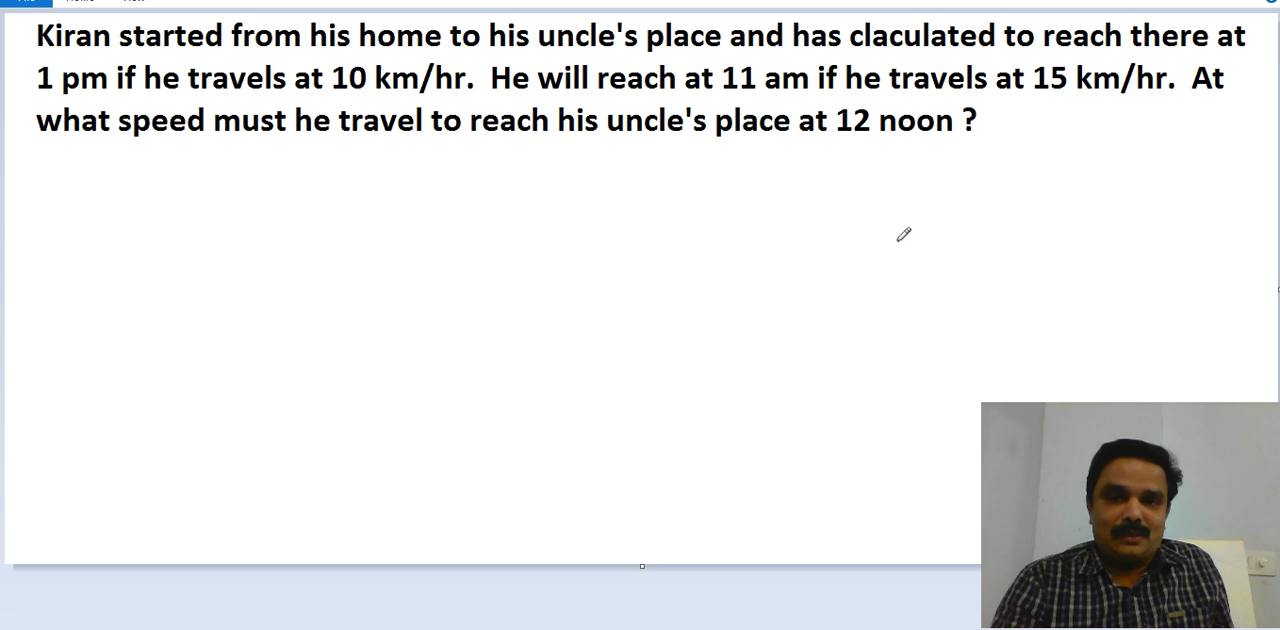 Kiran started from his home to his uncle's place and has claculated to reach there at
1 pm if he travels at 10 km/hr.  He will reach at 11 am if he travels at 15 km/hr.  At
what speed must he travel to reach his uncle's place at 12 noon ?